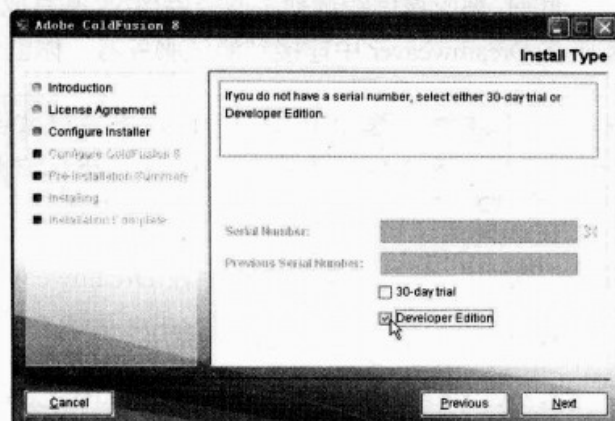 Adobe ColdFusion 8
Install Type
Introduction
License Agreement
Configure Installer
Configure ColdFusion 8
Pre-Installation Summary
Installing
Installation Complete
If you do not have a serial number, select either 30-day trial or
Developer Edition.
Serial Number:
Previous Serial Number:
30-day trial
Developer Edition
Cancel
Previous
Next